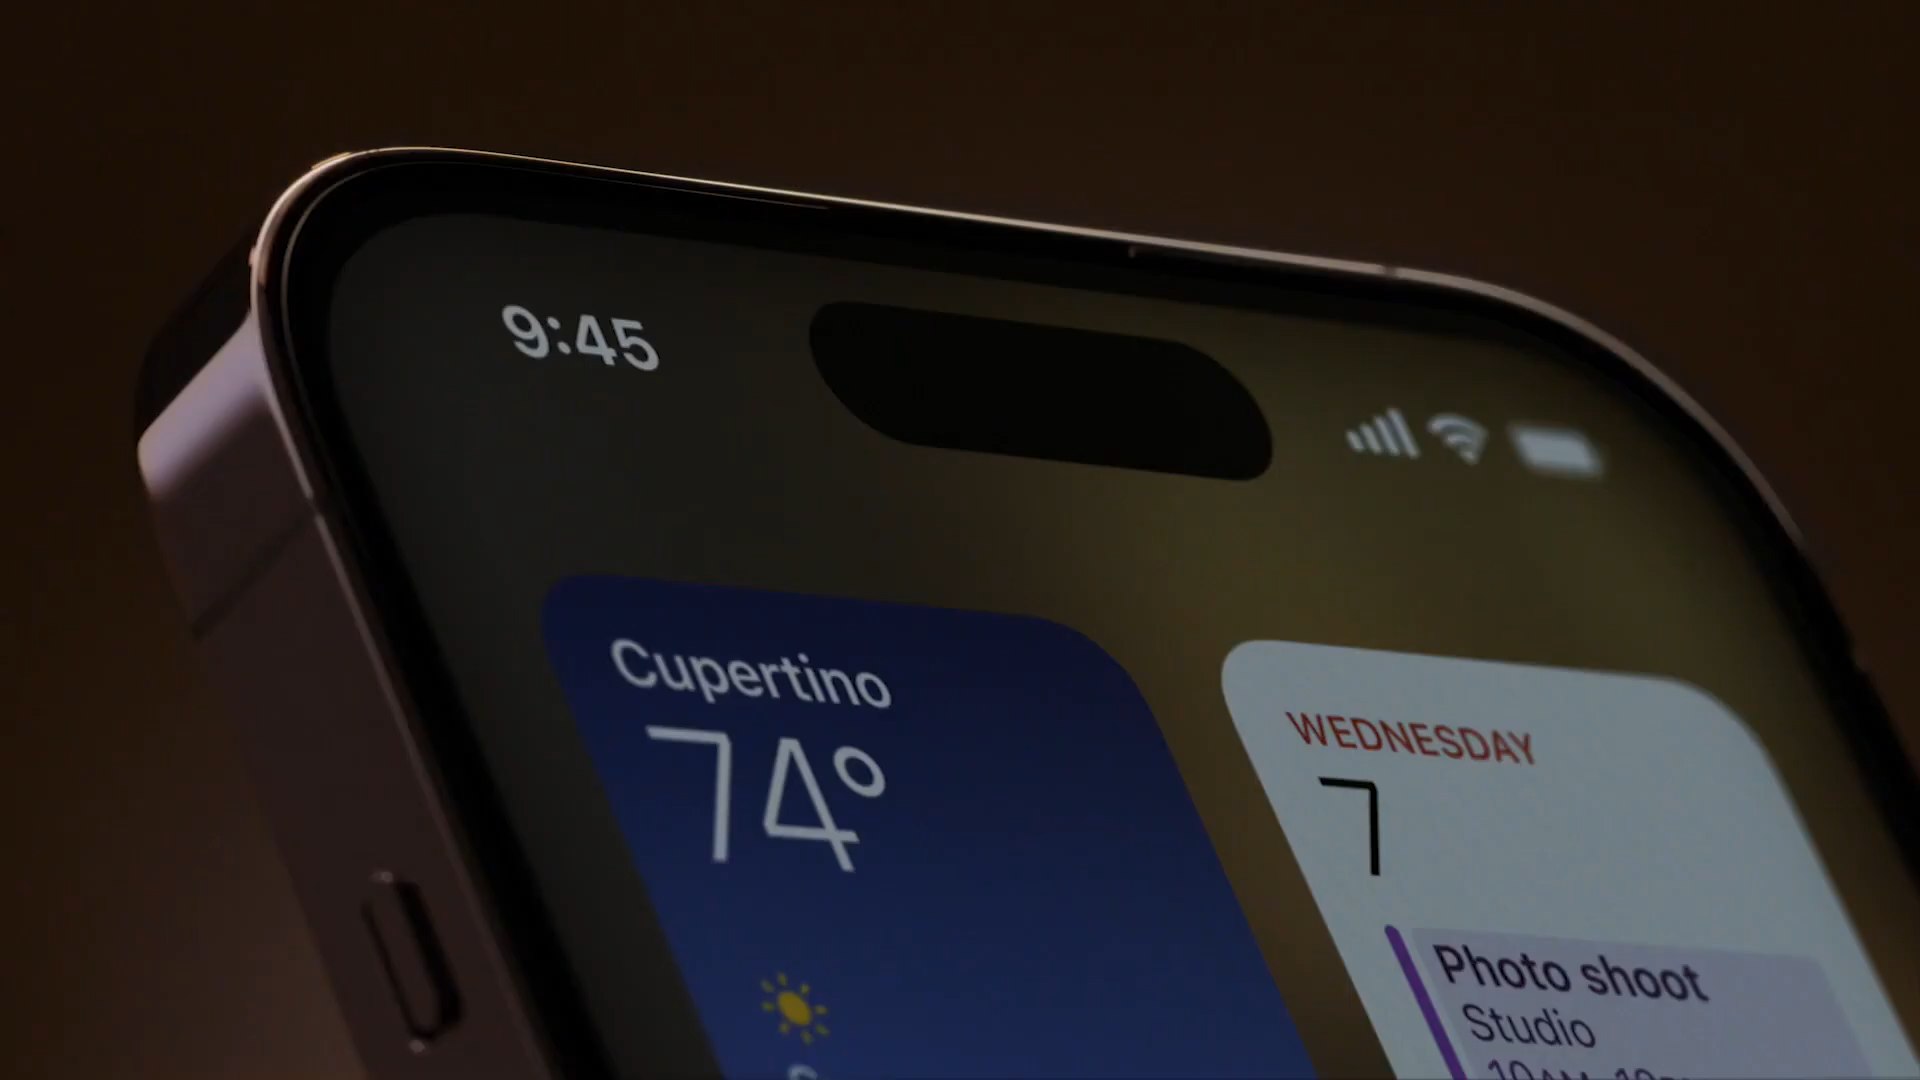 9:45
Cupertino
74°
WEDNESDAY
7
Photo shoot
Studio